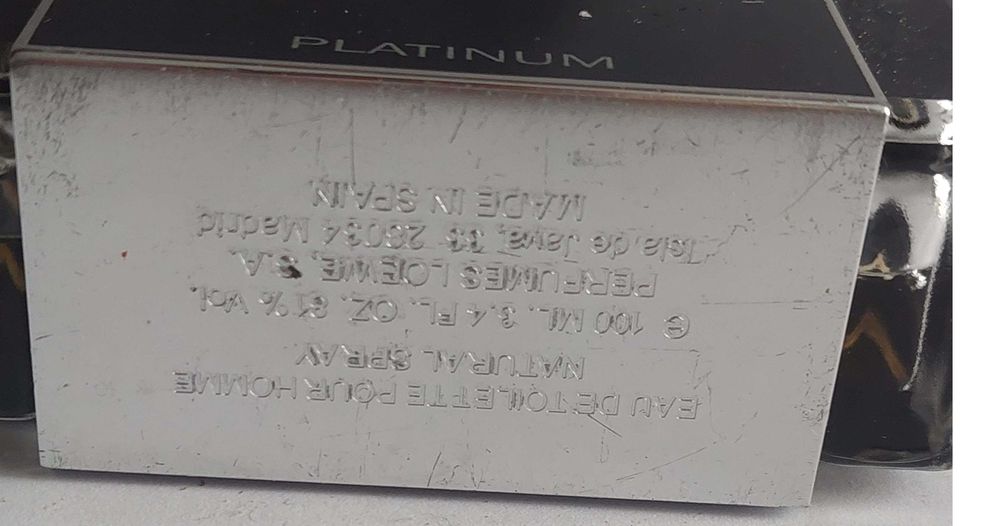 PLATINUM
EAU DE TOILETTE POUR HOMME
NATURAL SPRAY
℮ 100 ML. 3.4 FL. OZ. 81% Vol.
PERFUMES LOEWE, S.A.
Isla de Java, 33 28034 Madrid
MADE IN SPAIN